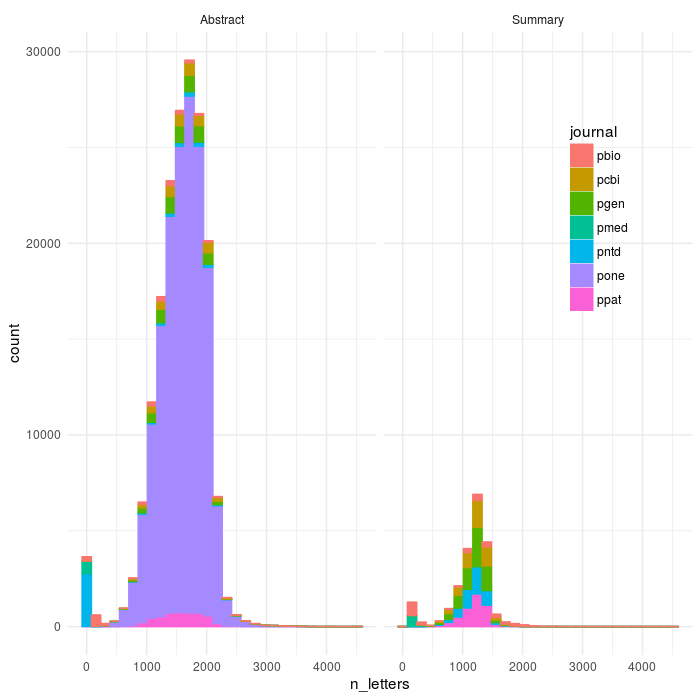 Abstract
Summary
30000
20000
10000
0
count
journal
pbio
pcbi
pgen
pmed
pntd
pone
ppat
0 1000 2000 3000 4000
0 1000 2000 3000 4000
n_letters